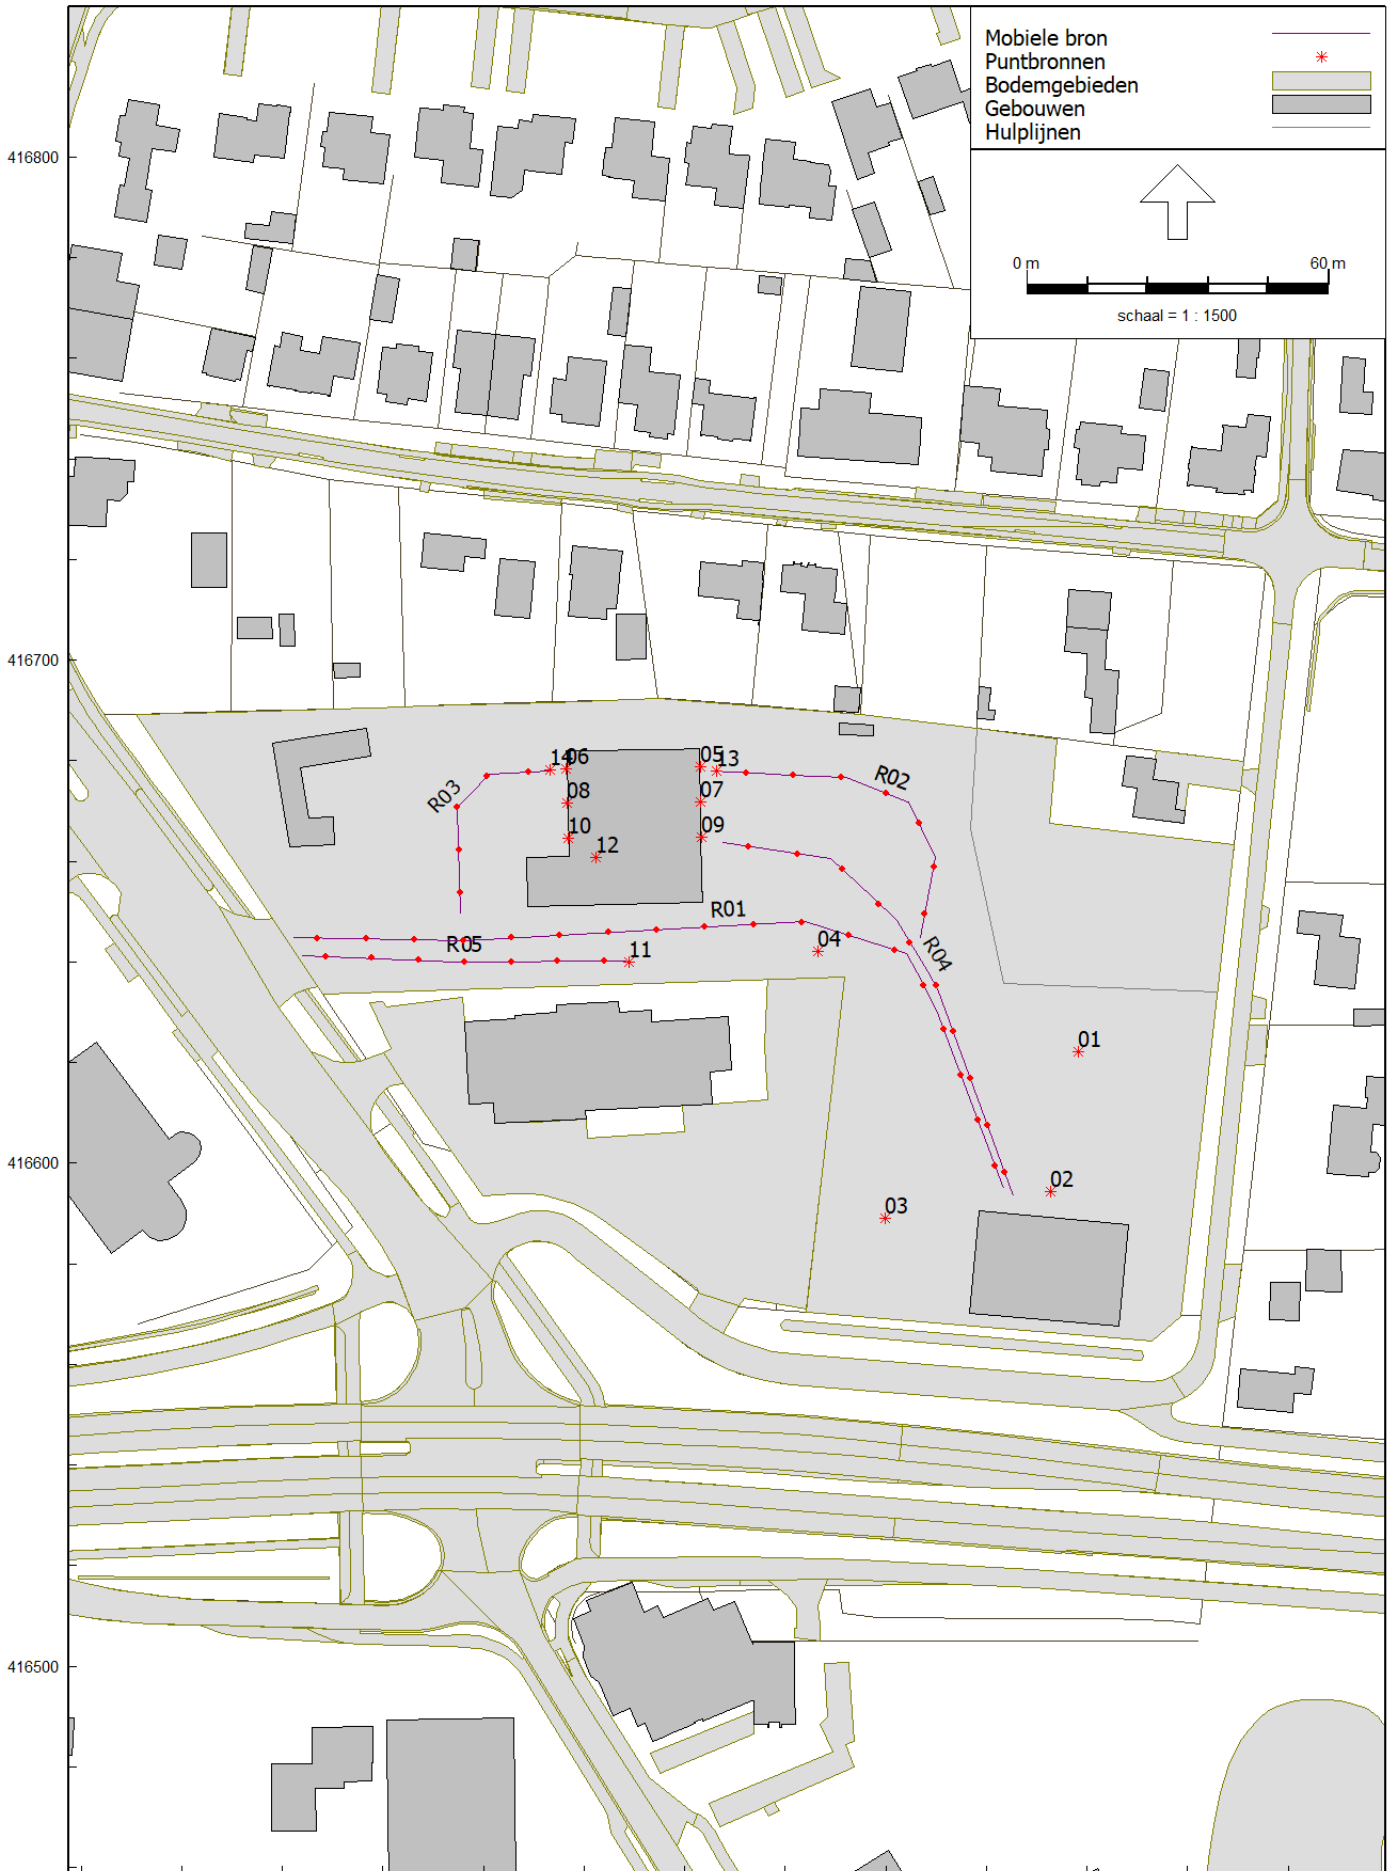 Mobiele bron
Puntbronnen
Bodemgebieden
Gebouwen
Hulplijnen
0 m 60 m
schaal = 1 : 1500
416800
416700
14 06 05 13
R02
R03
08 07
10 09
12
R01
R05
04
11
R04
01
416600
02
03
416500